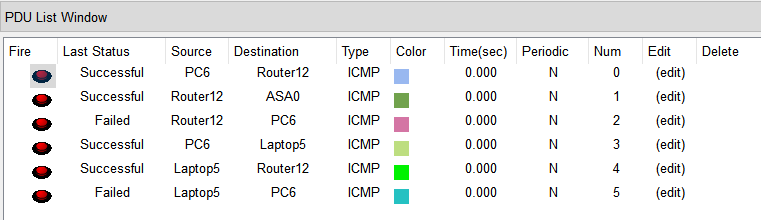 PDU List Window
Fire Last Status Source Destination Type Color Time(sec) Periodic Num Edit Delete
Successful PC6 Router12 ICMP 0.000 N 0 (edit)
Successful Router12 ASA0 ICMP 0.000 N 1 (edit)
Failed Router12 PC6 ICMP 0.000 N 2 (edit)
Successful PC6 Laptop5 ICMP 0.000 N 3 (edit)
Successful Laptop5 Router12 ICMP 0.000 N 4 (edit)
Failed Laptop5 PC6 ICMP 0.000 N 5 (edit)